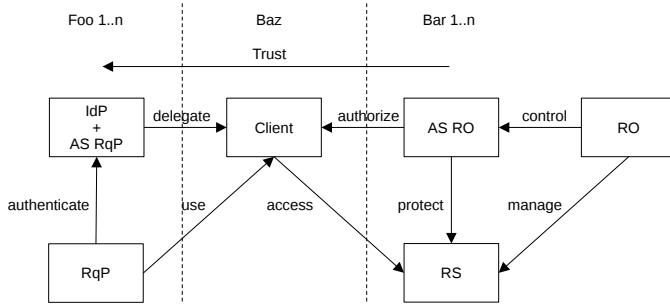 Foo 1..n
Baz
Bar 1..n
Trust
IdP
+
AS RqP
delegate
Client
authorize
AS RO
control
RO
authenticate
use
access
protect
manage
RqP
RS